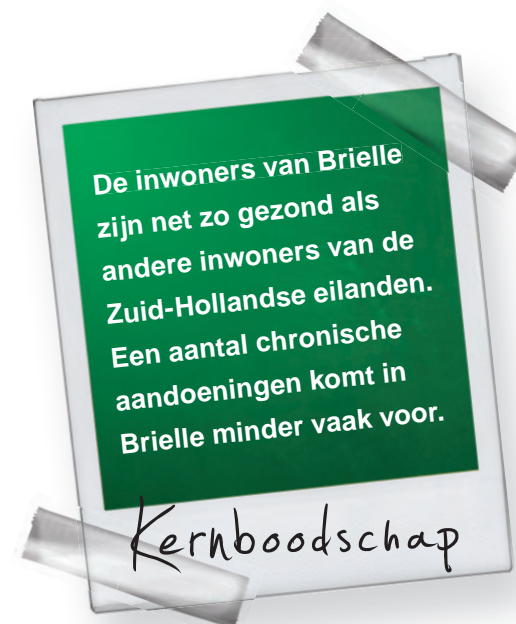 De inwoners van Brielle
zijn net zo gezond als
andere inwoners van de
Zuid-Hollandse eilanden.
Een aantal chronische
aandoeningen komt in
Brielle minder vaak voor.
Kernboodschap